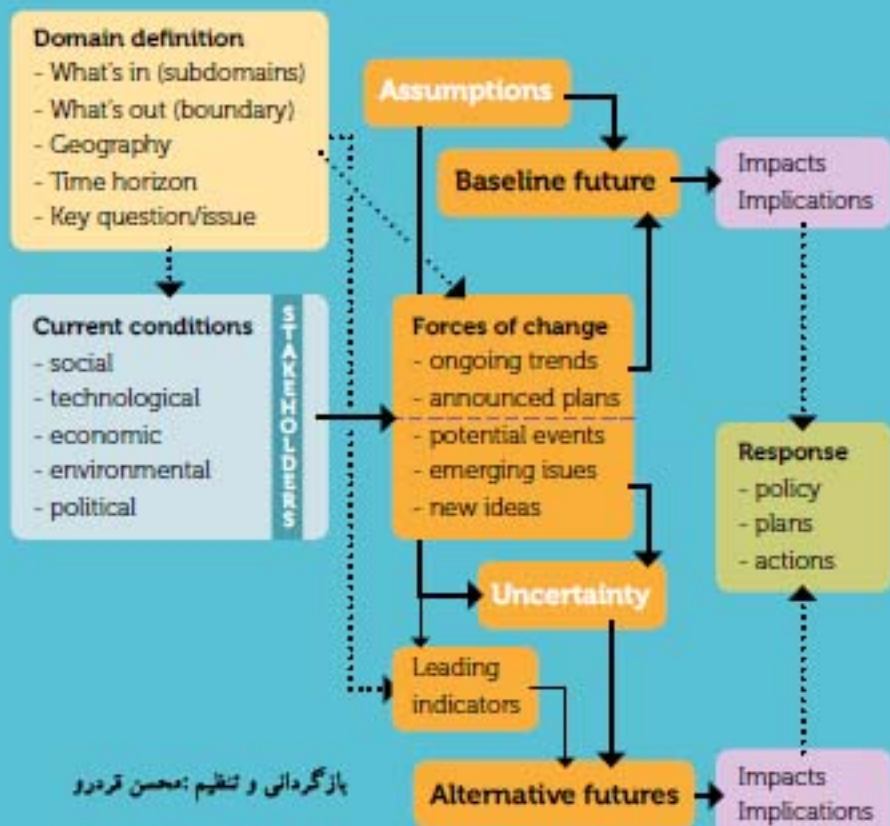 Domain definition
- What's in (subdomains)
- What's out (boundary)
- Geography
- Time horizon
- Key question/issue
Assumptions
Baseline future
Impacts
Implications
Current conditions
- social
- technological
- economic
- environmental
- political
STAKEHOLDERS
Forces of change
- ongoing trends
- announced plans
- potential events
- emerging isues
- new ideas
Response
- policy
- plans
- actions
Uncertainty
Leading
indicators
Alternative futures
Impacts
Implications
بازگردانی و تنظیم :محسن قردرو